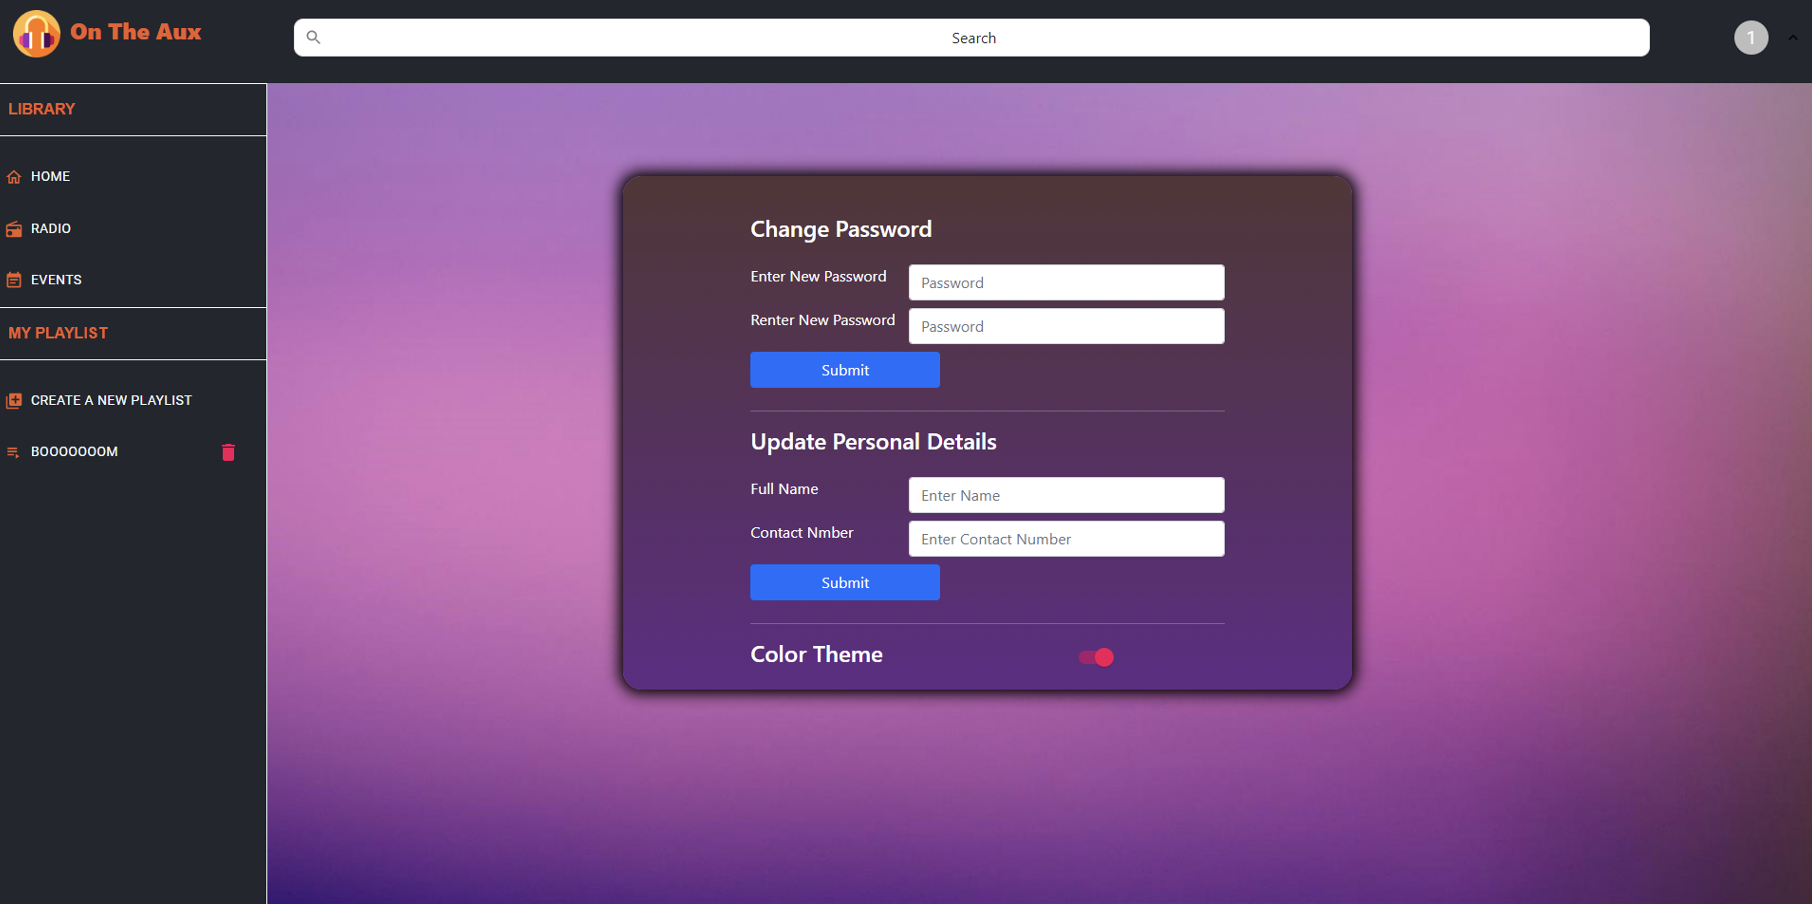 On The Aux
Search
1
LIBRARY
HOME
RADIO
EVENTS
MY PLAYLIST
CREATE A NEW PLAYLIST
BOOOOOOOM
Change Password
Enter New Password Password
Renter New Password Password
Submit
Update Personal Details
Full Name Enter Name
Contact Nmber Enter Contact Number
Submit
Color Theme